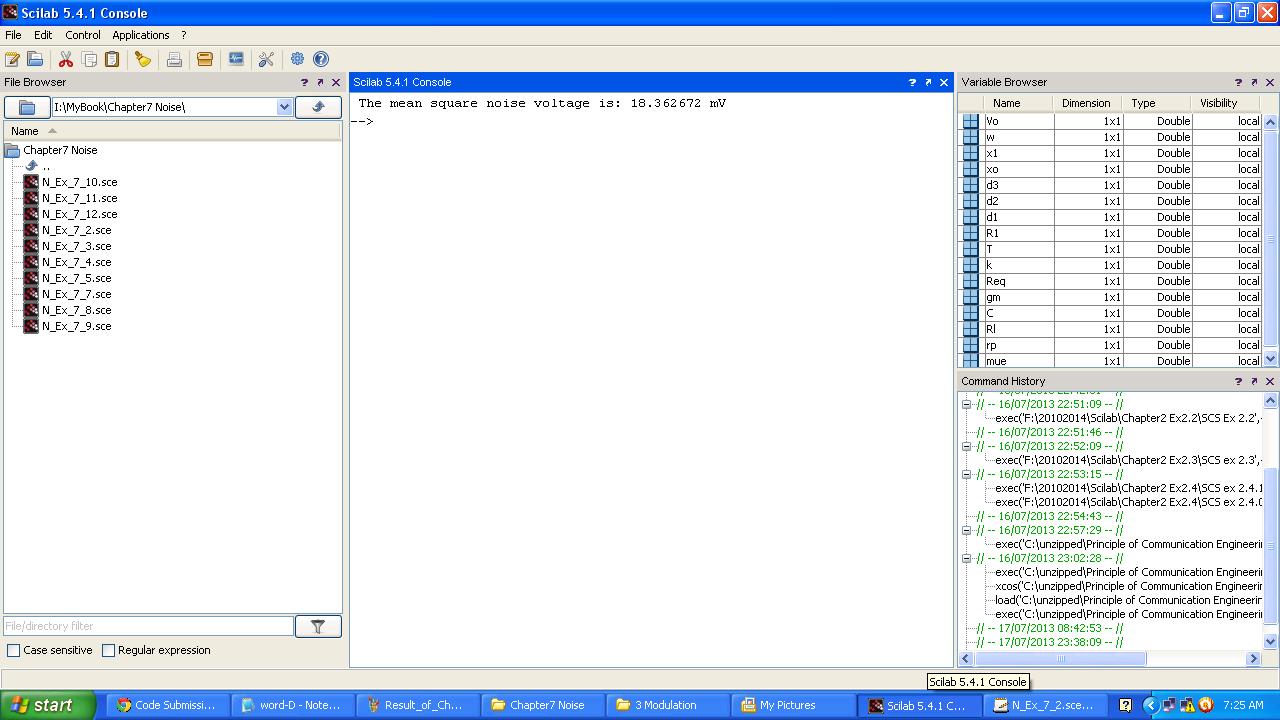 Scilab 5.4.1 Console
File Edit Control Applications ?
File Browser
I:\MyBook\Chapter7 Noise\
Name
Chapter7 Noise
..
N_Ex_7_10.sce
N_Ex_7_11.sce
N_Ex_7_12.sce
N_Ex_7_2.sce
N_Ex_7_3.sce
N_Ex_7_4.sce
N_Ex_7_5.sce
N_Ex_7_7.sce
N_Ex_7_8.sce
N_Ex_7_9.sce
File/directory filter
Case sensitive Regular expression
Scilab 5.4.1 Console
The mean square noise voltage is: 18.362672 mV
-->
Variable Browser
Name Dimension Type Visibility
Vo 1x1 Double local
w 1x1 Double local
x1 1x1 Double local
xo 1x1 Double local
d3 1x1 Double local
d2 1x1 Double local
d1 1x1 Double local
R1 1x1 Double local
T 1x1 Double local
k 1x1 Double local
Req 1x1 Double local
gm 1x1 Double local
C 1x1 Double local
Rl 1x1 Double local
rp 1x1 Double local
mue 1x1 Double local
Command History
// -- 16/07/2013 22:51:09 -- //
exec('F:\20102014\Scilab\Chapter2 Ex2.2\SCS Ex 2.2',
// -- 16/07/2013 22:51:46 -- //
// -- 16/07/2013 22:52:09 -- //
exec('F:\20102014\Scilab\Chapter2 Ex2.3\SCS ex 2.3',
// -- 16/07/2013 22:53:15 -- //
exec('F:\20102014\Scilab\Chapter2 Ex2.4\SCS ex 2.4.1
exec('F:\20102014\Scilab\Chapter2 Ex2.4\SCS ex 2.4.
// -- 16/07/2013 22:54:43 -- //
// -- 16/07/2013 22:57:29 -- //
exec('C:\unzipped\Principle of Communication Engineeri
// -- 16/07/2013 23:02:28 -- //
exec('C:\unzipped\Principle of Communication Engineeri
xcos('C:\unzipped\Principle of Communication Engineeri
load('C:\unzipped\Principle of Communication Engineeri
exec('C:\unzipped\Principle of Communication Engineeri
// -- 17/07/2013 08:42:53 -- //
// -- 17/07/2013 23:38:09 -- //
Scilab 5.4.1 Console
start
Code Submissi...
word-D - Note...
Result_of_Ch...
Chapter7 Noise
3 Modulation
My Pictures
Scilab 5.4.1 C...
N_Ex_7_2.sce...
7:25 AM